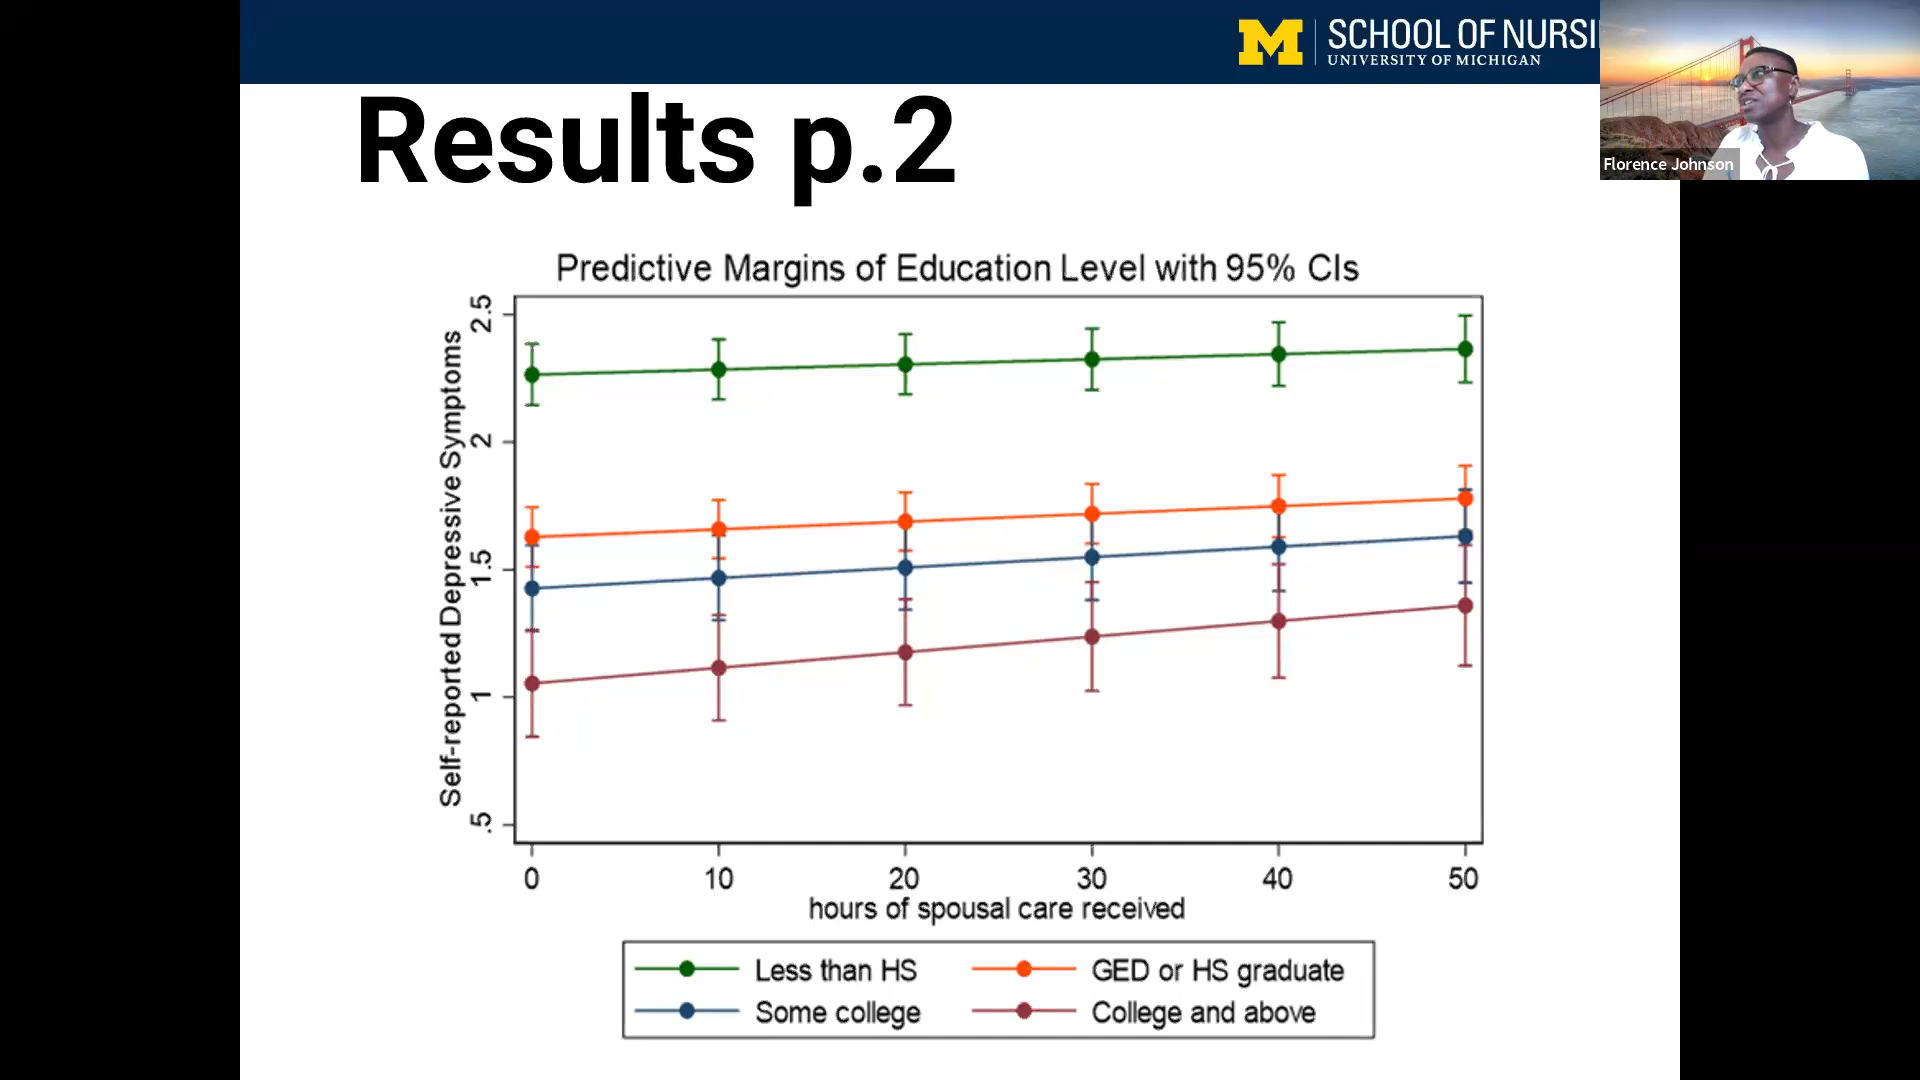 M SCHOOL OF NURSI
UNIVERSITY OF MICHIGAN
Florence Johnson
Results p.2
Predictive Margins of Education Level with 95% CIs
Self-reported Depressive Symptoms
2.5
2
1.5
1
.5
0 10 20 30 40 50
hours of spousal care received
Less than HS GED or HS graduate
Some college College and above